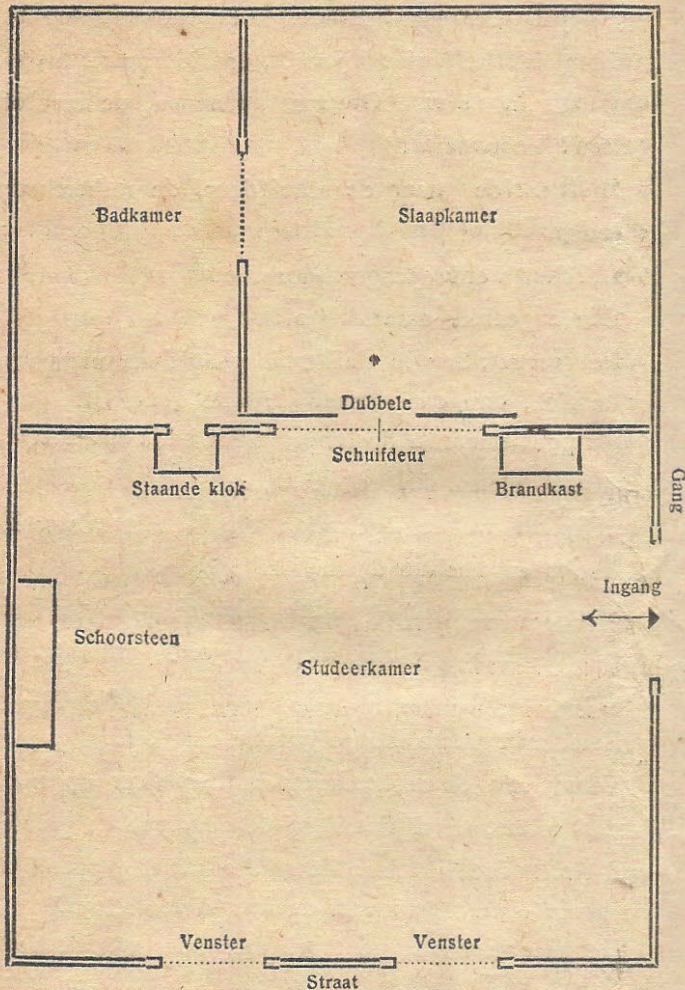 Badkamer
Slaapkamer
Dubbele
Schuifdeur
Staande klok
Brandkast
Gang
Ingang
Schoorsteen
Studeerkamer
Venster
Venster
Straat